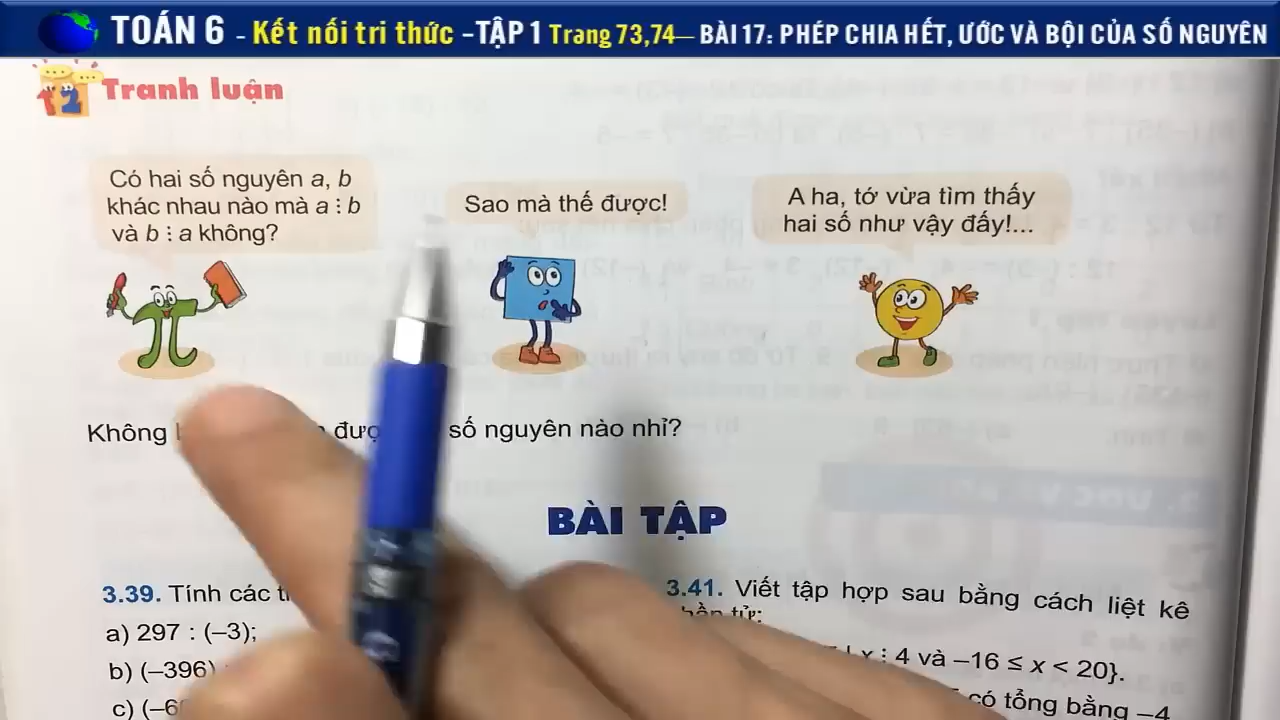 TOÁN 6 - Kết nối tri thức -TẬP 1 Trang 73,74— BÀI 17: PHÉP CHIA HẾT, ƯỚC VÀ BỘI CỦA SỐ NGUYÊN
Tranh luận
Có hai số nguyên a, b
khác nhau nào mà a ⋮ b
và b ⋮ a không?
Sao mà thế được!
A ha, tớ vừa tìm thấy
hai số như vậy đấy!...
Không số nguyên nào nhỉ?
BÀI TẬP
3.39. Tính các
a) 297 : (–3);
b) (–396)
c) (–6
3.41. Viết tập hợp sau bằng cách liệt kê
tử:
x ⋮ 4 và –16 ≤ x < 20}.
có tổng bằng –4